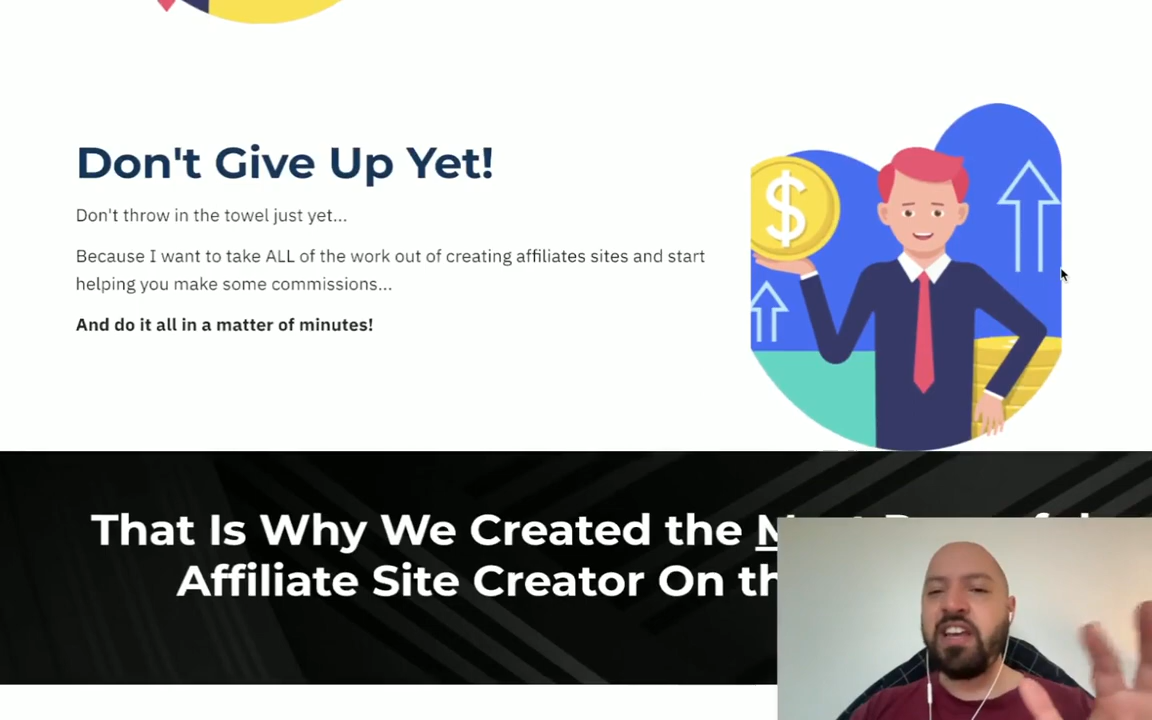 Don't Give Up Yet!
Don't throw in the towel just yet...
Because I want to take ALL of the work out of creating affiliates sites and start
helping you make some commissions...
And do it all in a matter of minutes!
$
That Is Why We Created the
Affiliate Site Creator On